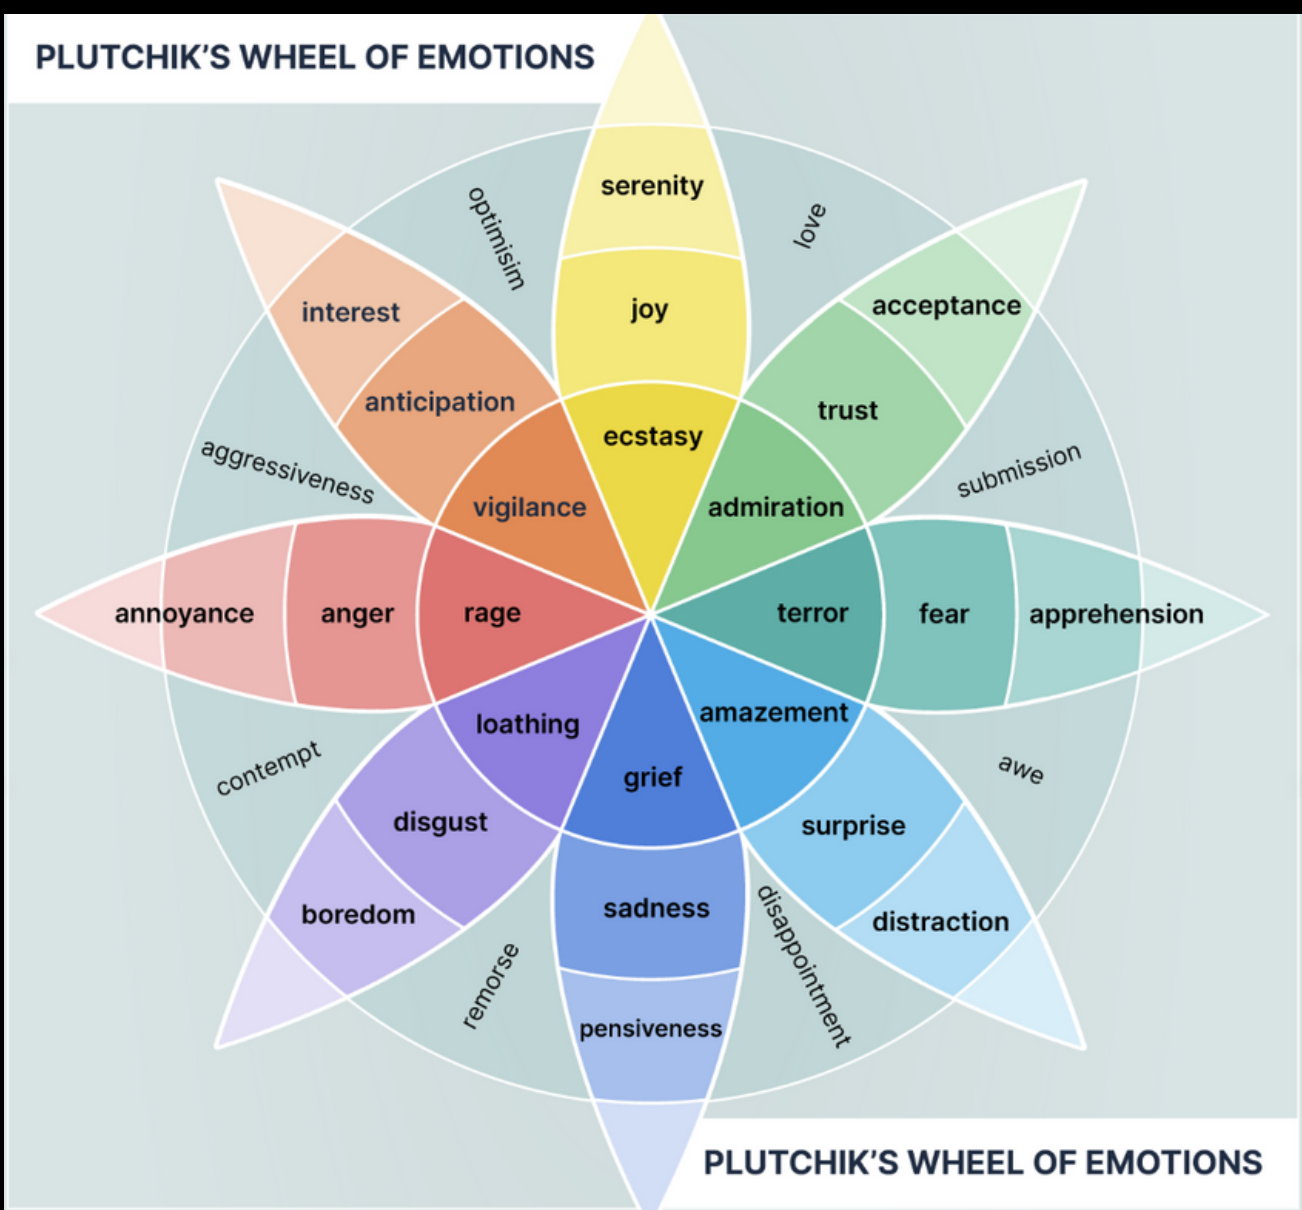 PLUTCHIK’S WHEEL OF EMOTIONS
serenity
optimisim
love
joy
interest
acceptance
anticipation
trust
ecstasy
aggressiveness
submission
vigilance
admiration
annoyance
anger
rage
terror
fear
apprehension
loathing
amazement
contempt
grief
awe
disgust
surprise
boredom
sadness
distraction
remorse
disappointment
pensiveness
PLUTCHIK’S WHEEL OF EMOTIONS